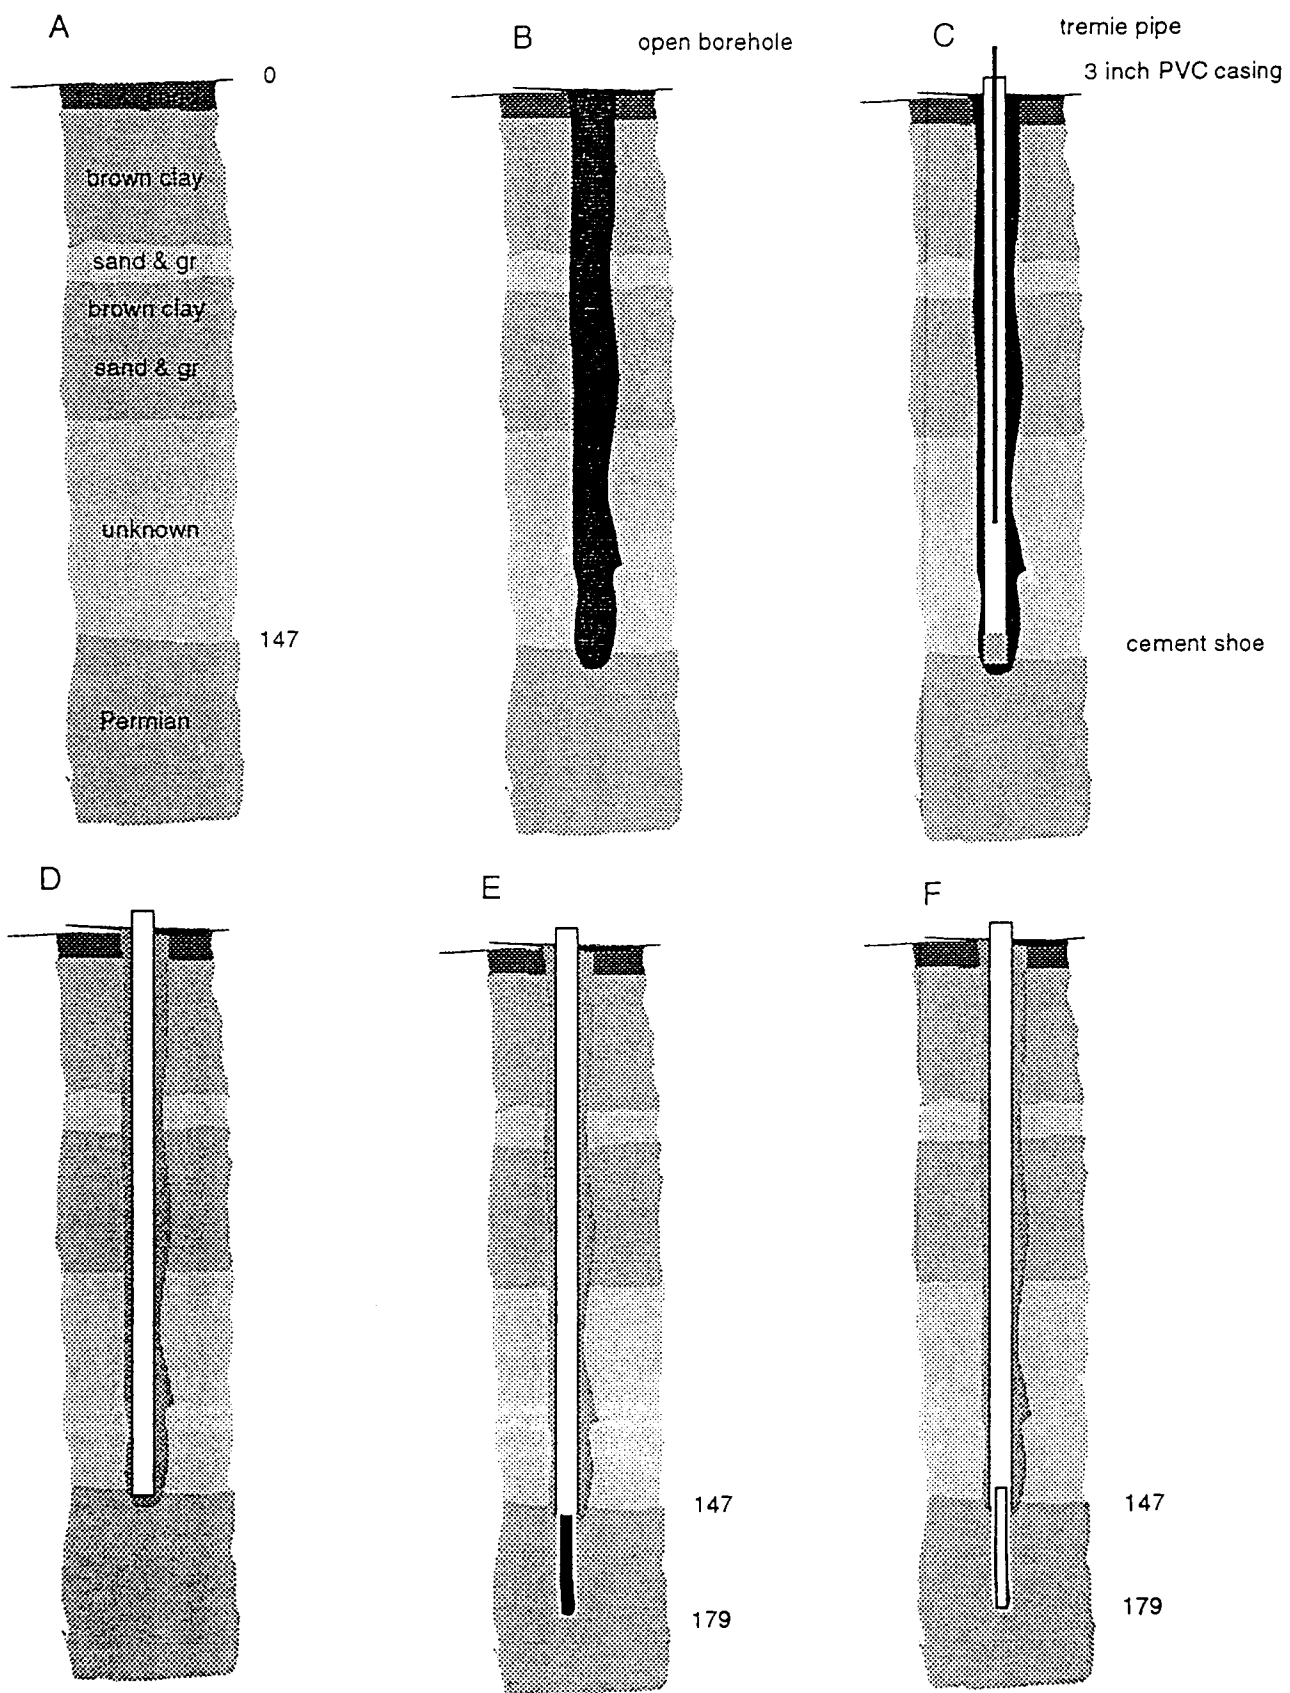 A
B
open borehole
C
tremie pipe
3 inch PVC casing
0
brown clay
sand & gr
brown clay
sand & gr
unknown
147
cement shoe
Permian
D
E
F
147
147
179
179